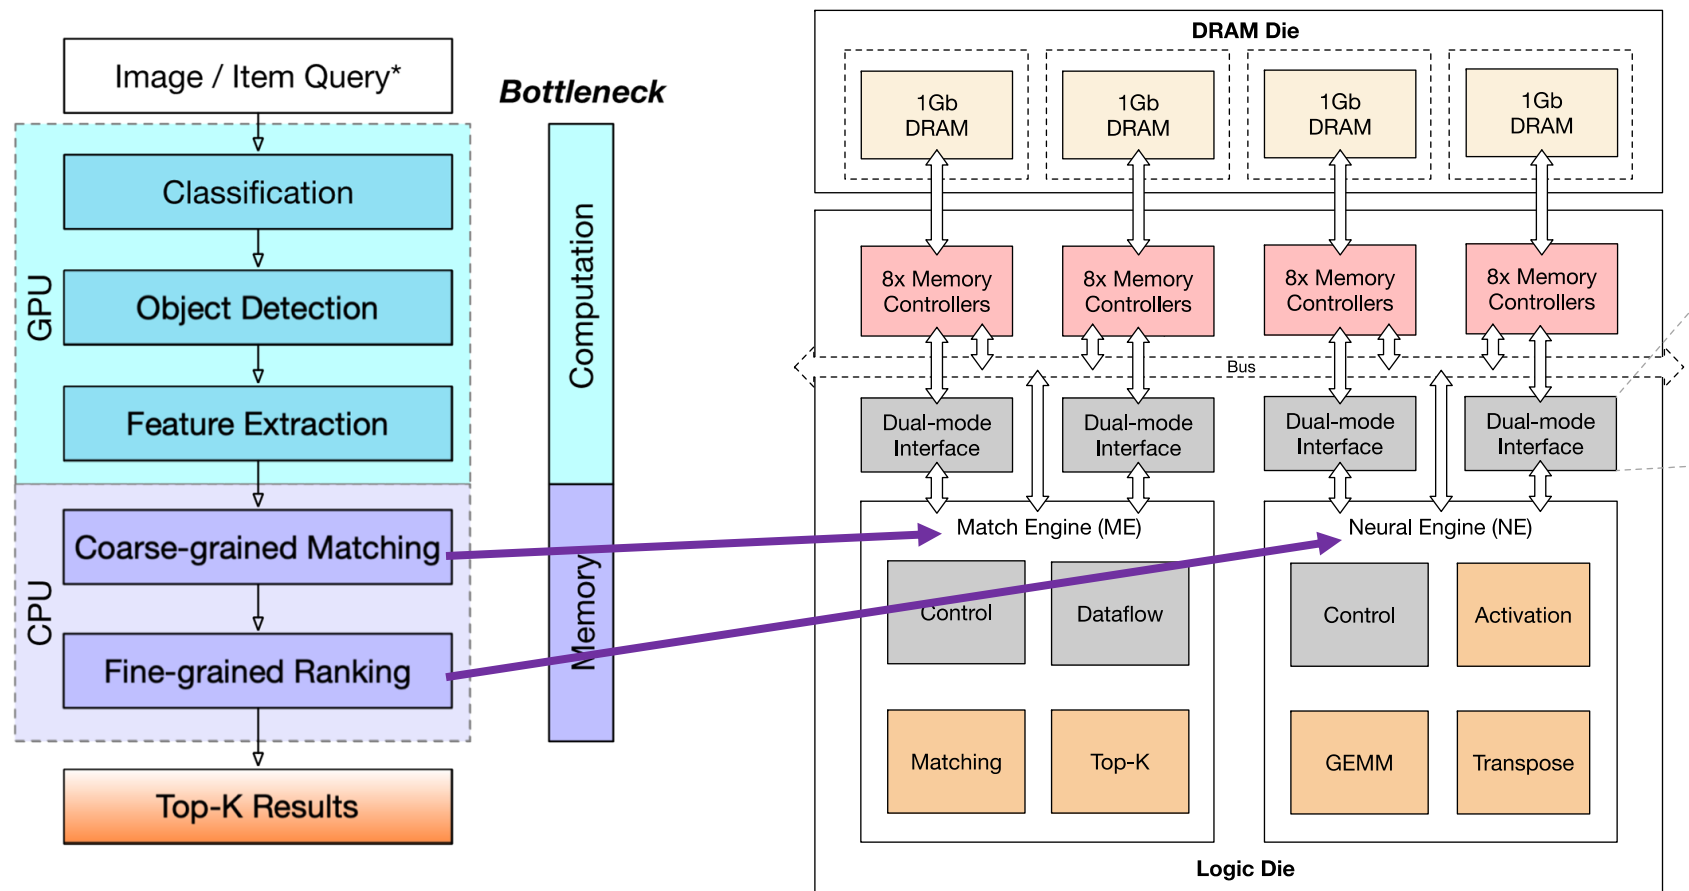 Image / Item Query*
Bottleneck
GPU
Classification
Object Detection
Feature Extraction
Computation
CPU
Coarse-grained Matching
Fine-grained Ranking
Memory
Top-K Results
DRAM Die
1Gb
DRAM
1Gb
DRAM
1Gb
DRAM
1Gb
DRAM
8x Memory
Controllers
8x Memory
Controllers
8x Memory
Controllers
8x Memory
Controllers
Bus
Dual-mode
Interface
Dual-mode
Interface
Dual-mode
Interface
Dual-mode
Interface
Match Engine (ME)
Control
Dataflow
Matching
Top-K
Neural Engine (NE)
Control
Activation
GEMM
Transpose
Logic Die